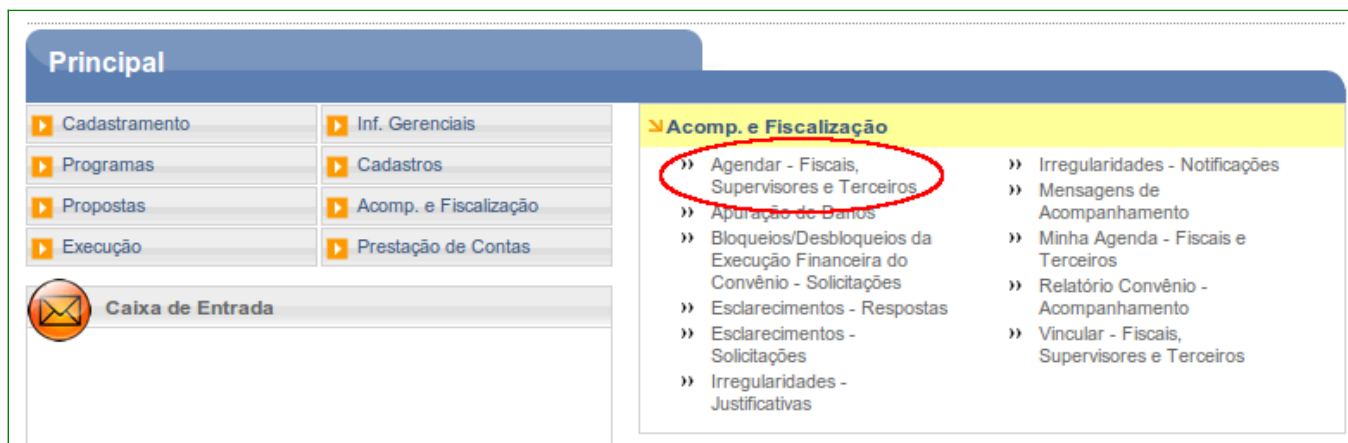 Principal
Cadastramento
Inf. Gerenciais
Programas
Cadastros
Propostas
Acomp. e Fiscalização
Execução
Prestação de Contas
Caixa de Entrada
Acomp. e Fiscalização
Agendar - Fiscais,
Supervisores e Terceiros
Apuração de Danos
Bloqueios/Desbloqueios da
Execução Financeira do
Convênio - Solicitações
Esclarecimentos - Respostas
Esclarecimentos -
Solicitações
Irregularidades -
Justificativas
Irregularidades - Notificações
Mensagens de
Acompanhamento
Minha Agenda - Fiscais e
Terceiros
Relatório Convênio -
Acompanhamento
Vincular - Fiscais,
Supervisores e Terceiros